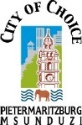 CITY OF CHOICE
PIETERMARITZBURG
MSUNDUZI